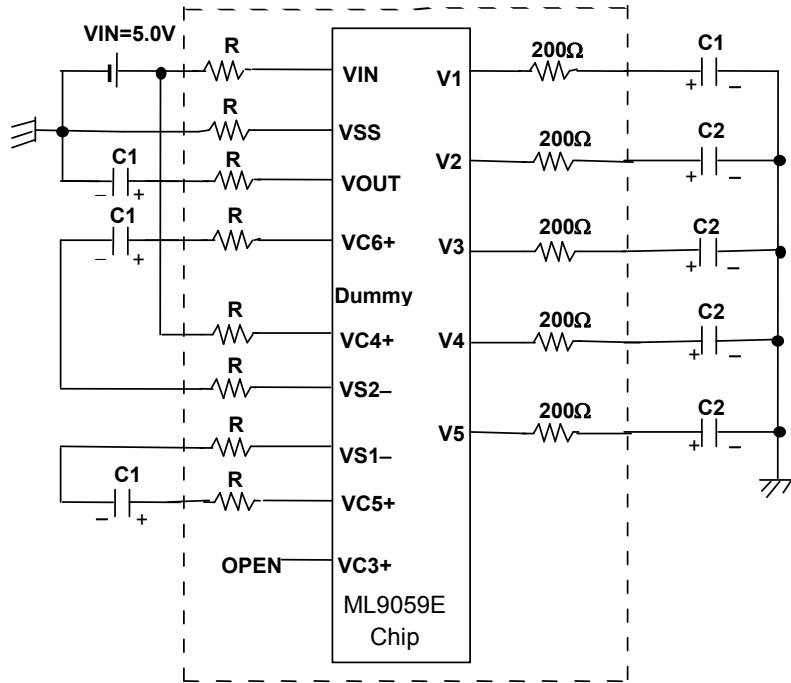 VIN=5.0V
R
VIN
R
VSS
C1
R
VOUT
– +
C1
R
VC6+
– +
Dummy
R
VC4+
R
VS2–
R
VS1–
C1
R
VC5+
– +
OPEN
VC3+
ML9059E
Chip
V1
200Ω
C1
+ –
V2
200Ω
C2
+ –
V3
200Ω
C2
+ –
V4
200Ω
C2
+ –
V5
200Ω
C2
+ –